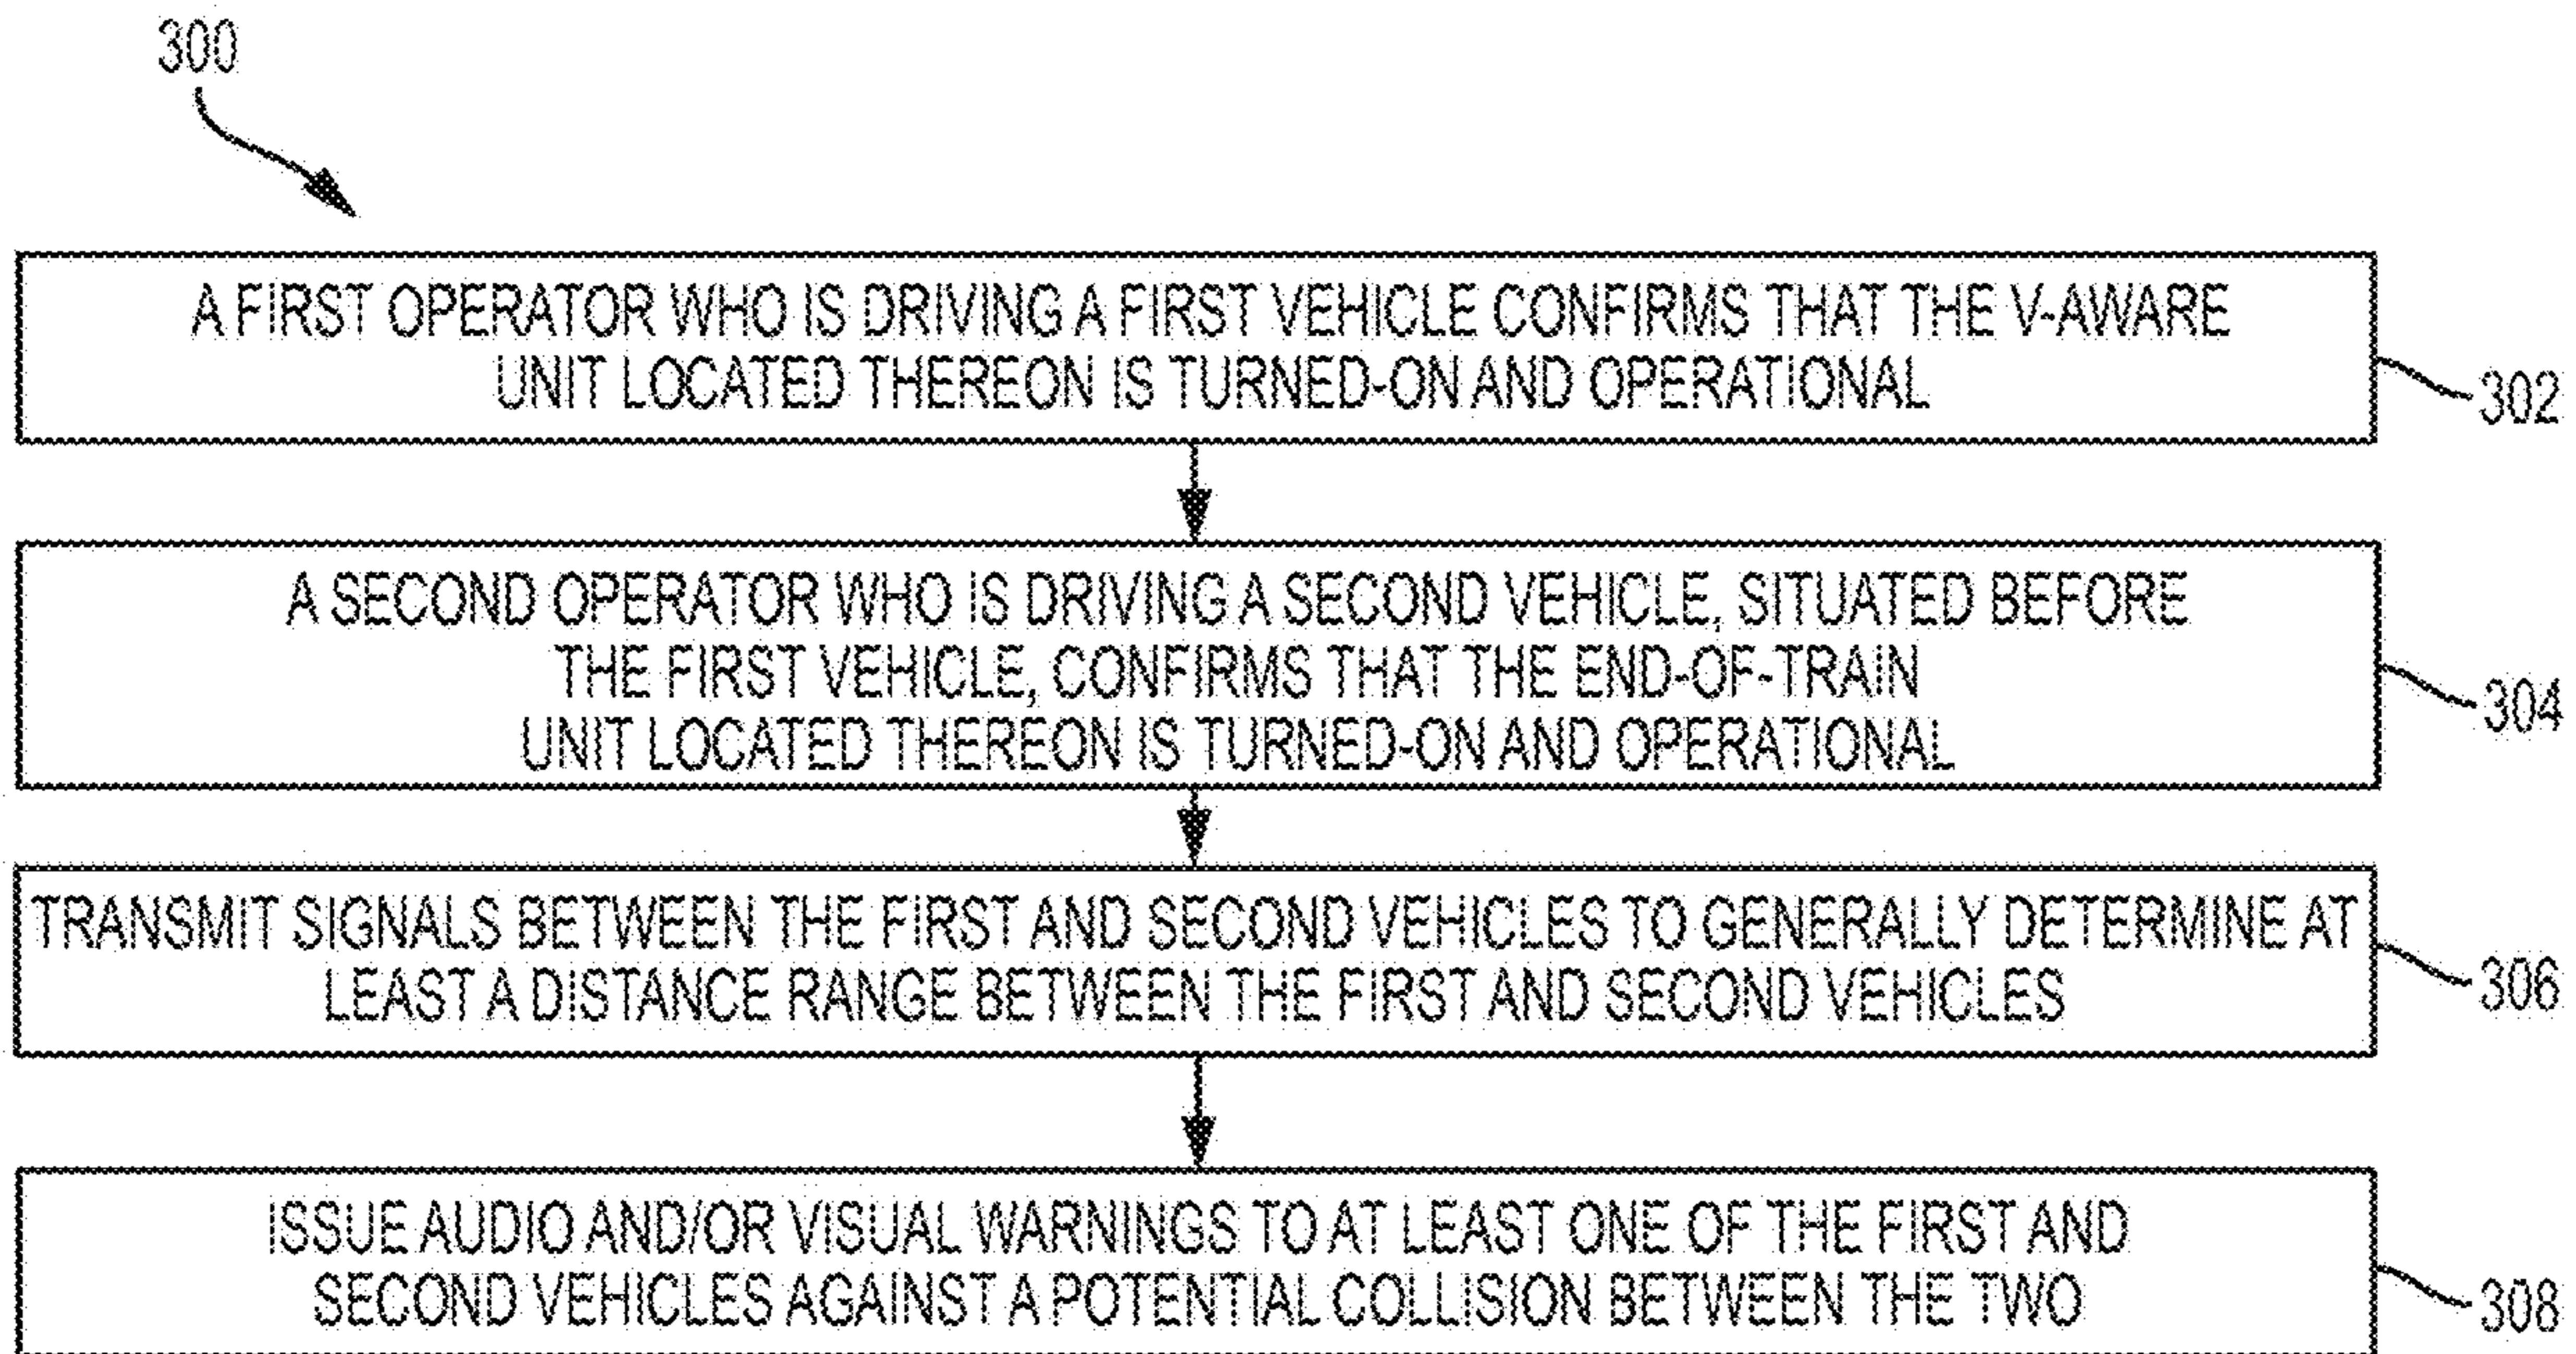 300
A FIRST OPERATOR WHO IS DRIVING A FIRST VEHICLE CONFIRMS THAT THE V-AWARE
UNIT LOCATED THEREON IS TURNED-ON AND OPERATIONAL
302
A SECOND OPERATOR WHO IS DRIVING A SECOND VEHICLE, SITUATED BEFORE
THE FIRST VEHICLE, CONFIRMS THAT THE END-OF-TRAIN
UNIT LOCATED THEREON IS TURNED-ON AND OPERATIONAL
304
TRANSMIT SIGNALS BETWEEN THE FIRST AND SECOND VEHICLES TO GENERALLY DETERMINE AT
LEAST A DISTANCE RANGE BETWEEN THE FIRST AND SECOND VEHICLES
306
ISSUE AUDIO AND/OR VISUAL WARNINGS TO AT LEAST ONE OF THE FIRST AND
SECOND VEHICLES AGAINST A POTENTIAL COLLISION BETWEEN THE TWO
308